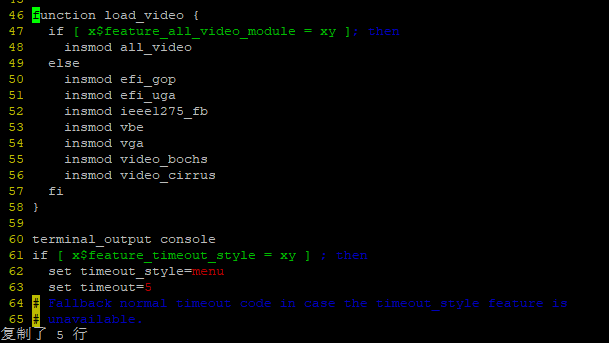 46 function load_video {
47   if [ x$feature_all_video_module = xy ]; then
48     insmod all_video
49   else
50     insmod efi_gop
51     insmod efi_uga
52     insmod ieee1275_fb
53     insmod vbe
54     insmod vga
55     insmod video_bochs
56     insmod video_cirrus
57   fi
58 }
59
60 terminal_output console
61 if [ x$feature_timeout_style = xy ] ; then
62   set timeout_style=menu
63   set timeout=5
64 # Fallback normal timeout code in case the timeout_style feature is
65 # unavailable.
复制了 5 行